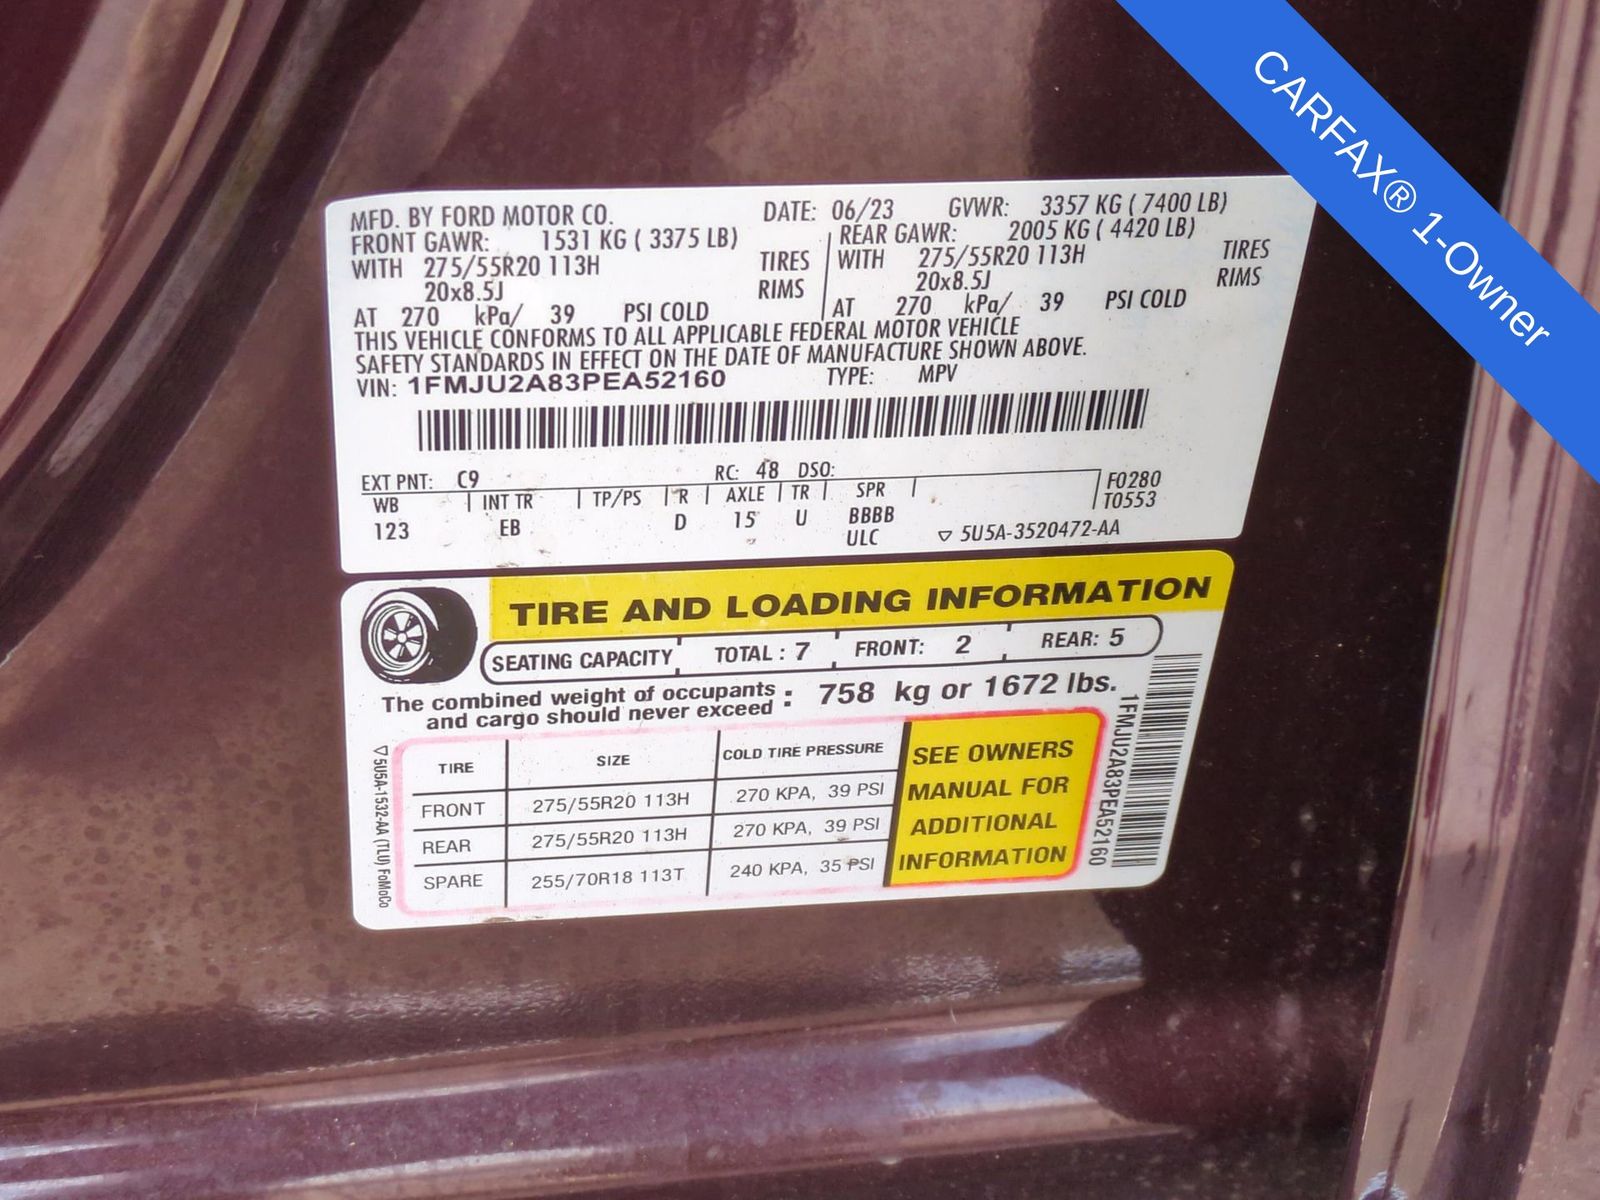 CARFAX® 1-Owner
MFD. BY FORD MOTOR CO. DATE: 06/23 GVWR: 3357 KG ( 7400 LB)
FRONT GAWR: 1531 KG ( 3375 LB) REAR GAWR: 2005 KG ( 4420 LB)
WITH 275/55R20 113H TIRES WITH 275/55R20 113H TIRES
20x8.5J RIMS 20x8.5J RIMS
AT 270 kPa/ 39 PSI COLD AT 270 kPa/ 39 PSI COLD
THIS VEHICLE CONFORMS TO ALL APPLICABLE FEDERAL MOTOR VEHICLE
SAFETY STANDARDS IN EFFECT ON THE DATE OF MANUFACTURE SHOWN ABOVE.
VIN: 1FMJU2A83PEA52160 TYPE: MPV
EXT PNT: C9 RC: 48 DSO: F0280
WB INT TR TP/PS R AXLE TR SPR T0553
123 EB D 15 U BBBB
ULC ▽ 5U5A-3520472-AA
TIRE AND LOADING INFORMATION
SEATING CAPACITY TOTAL : 7 FRONT: 2 REAR: 5
The combined weight of occupants
and cargo should never exceed : 758 kg or 1672 lbs.
TIRE SIZE COLD TIRE PRESSURE
FRONT 275/55R20 113H 270 KPA, 39 PSI
REAR 275/55R20 113H 270 KPA, 39 PSI
SPARE 255/70R18 113T 240 KPA, 35 PSI
SEE OWNERS
MANUAL FOR
ADDITIONAL
INFORMATION
1FMJU2A83PEA52160
▽ 5U5A-1532-AA (TLU) FoMoCo